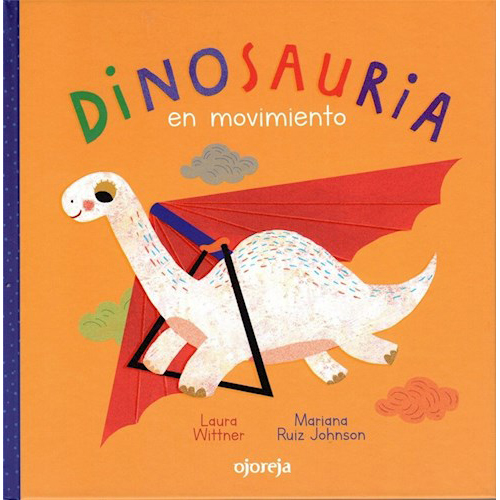 DiNOSAURiA
en movimiento
Laura
Wittner
Mariana
Ruiz Johnson
ojoreja